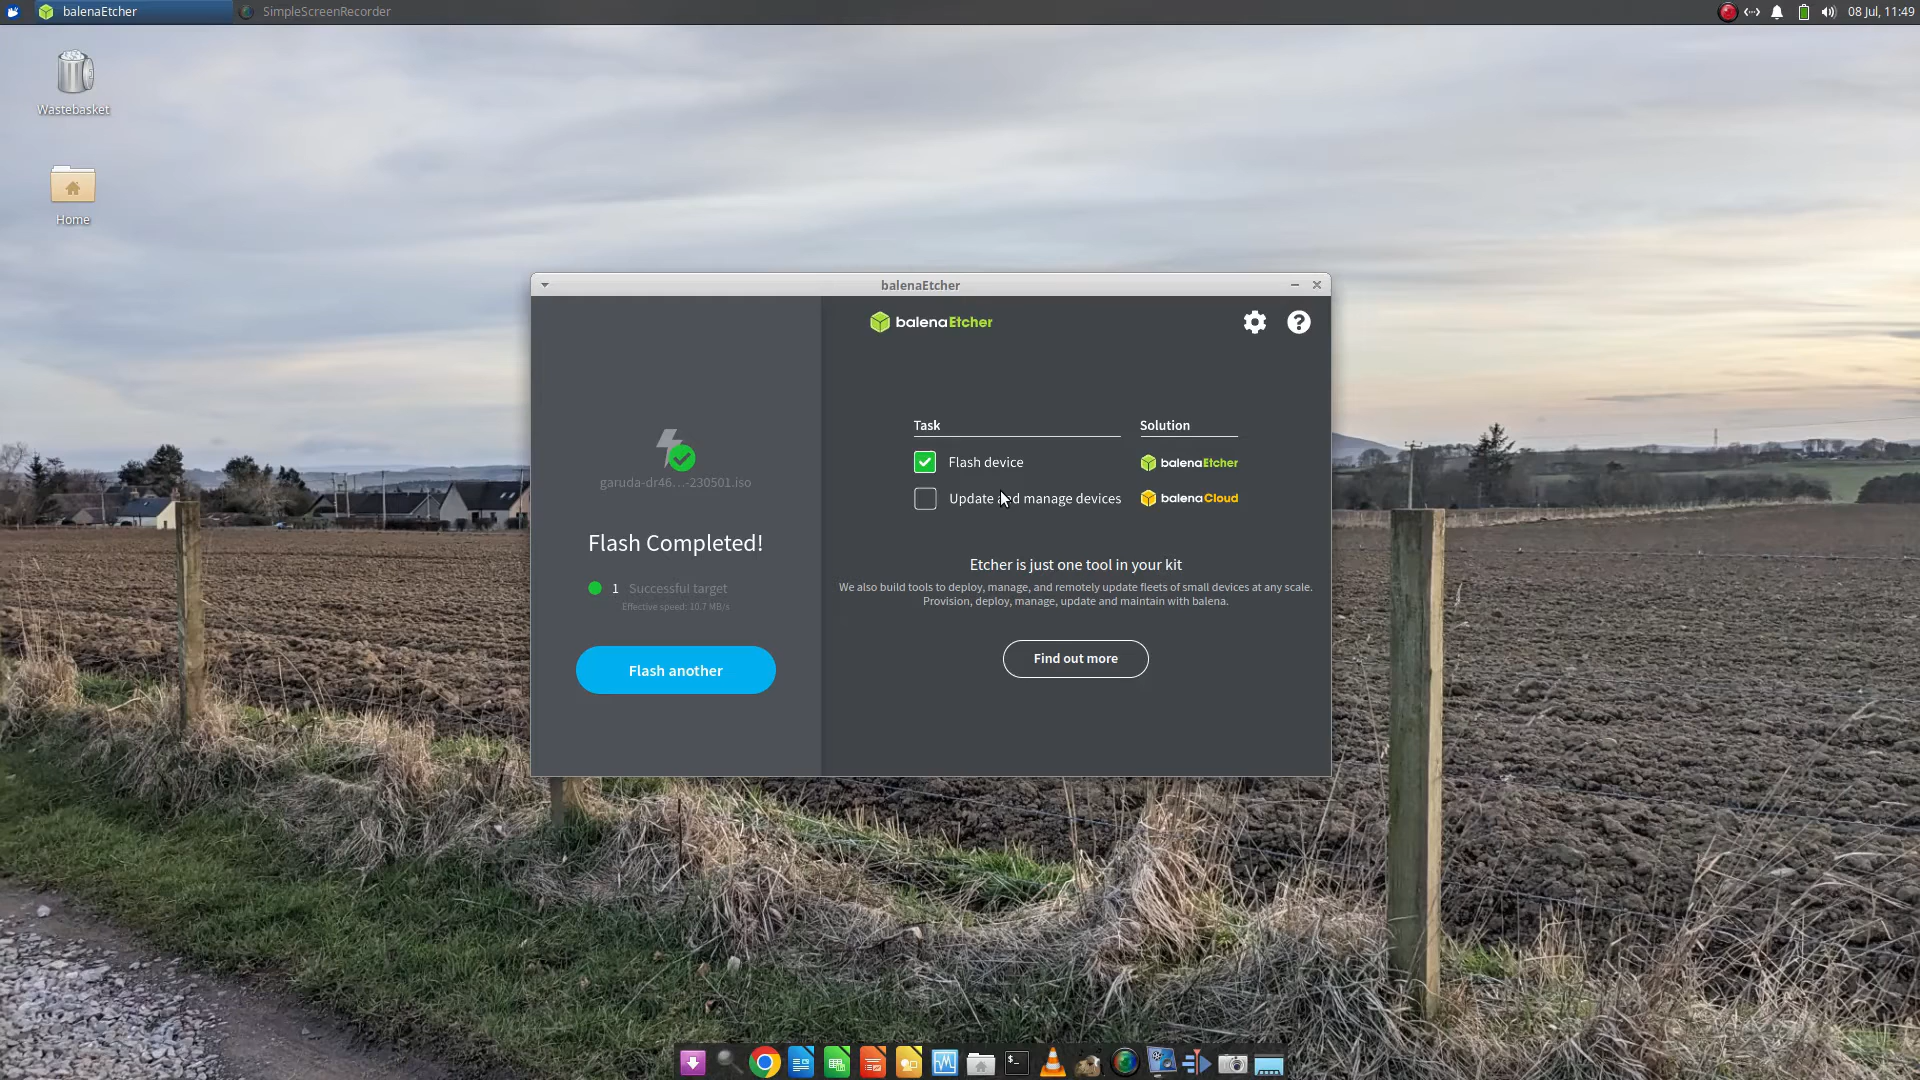 balenaEtcher
SimpleScreenRecorder
08 Jul, 11:49
Wastebasket
Home
balenaEtcher
balenaEtcher
garuda-dr46...-230501.iso
Flash Completed!
1 Successful target
Effective speed: 10.7 MB/s
Flash another
Task
Solution
Flash device
balenaEtcher
Update and manage devices
balenaCloud
Etcher is just one tool in your kit
We also build tools to deploy, manage, and remotely update fleets of small devices at any scale.
Provision, deploy, manage, update and maintain with balena.
Find out more